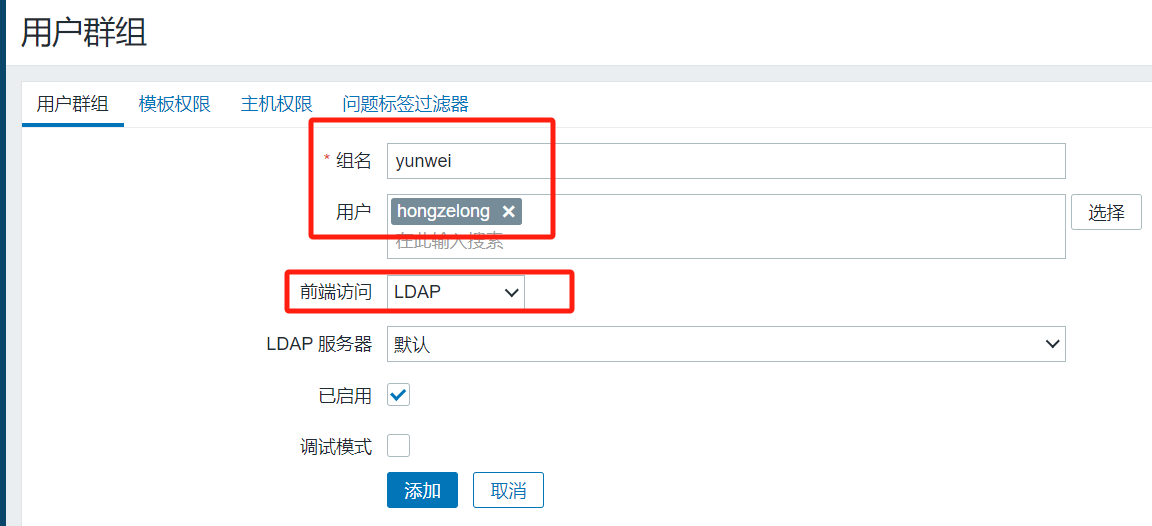 用户群组
用户群组 模板权限 主机权限 问题标签过滤器
* 组名 yunwei
用户 hongzelong ✕ 选择
在此输入搜索
前端访问 LDAP
LDAP 服务器 默认
已启用
调试模式
添加 取消